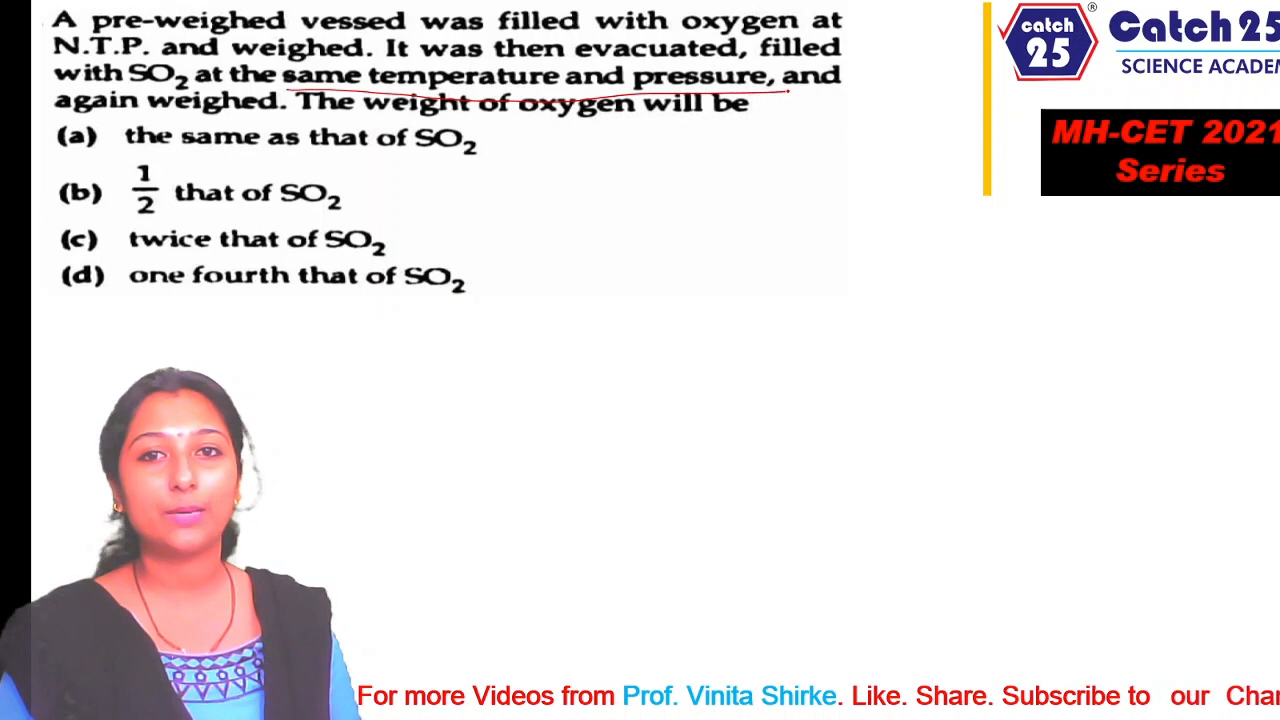 A pre-weighed vessed was filled with oxygen at
N.T.P. and weighed. It was then evacuated, filled
with SO2 at the same temperature and pressure, and
again weighed. The weight of oxygen will be
(a) the same as that of SO2
(b) 1/2 that of SO2
(c) twice that of SO2
(d) one fourth that of SO2
catch
25
®
Catch 25
SCIENCE ACADEM
MH-CET 2021
Series
For more Videos from Prof. Vinita Shirke. Like. Share. Subscribe to our Chan